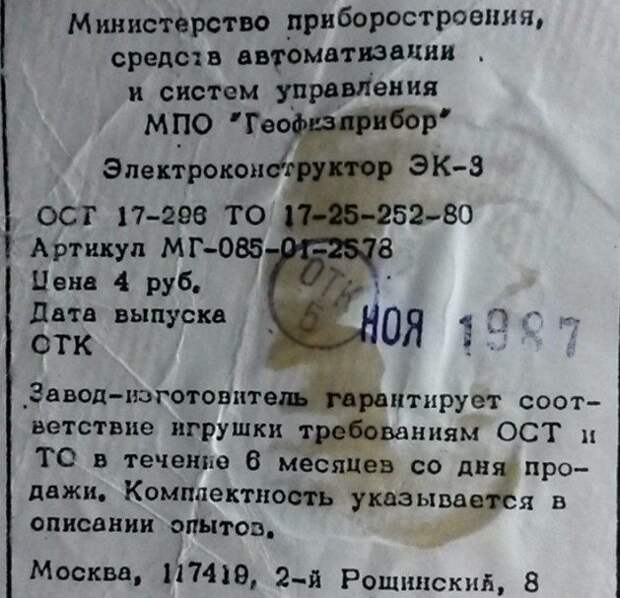 Министерство приборостроения,
средств автоматизации
и систем управления
МПО "Геофизприбор"
Электроконструктор ЭК-3
ОСТ 17-296 ТО 17-25-252-80
Артикул МГ-085-01-2578
Цена 4 руб.
Дата выпуска НОЯ 1987
ОТК
ОТК
5
Завод-изготовитель гарантирует соот-
ветствие игрушки требованиям ОСТ и
ТО в течение 6 месяцев со дня про-
дажи. Комплектность указывается в
описании опытов.
Москва, 117419, 2-й Рощинский, 8